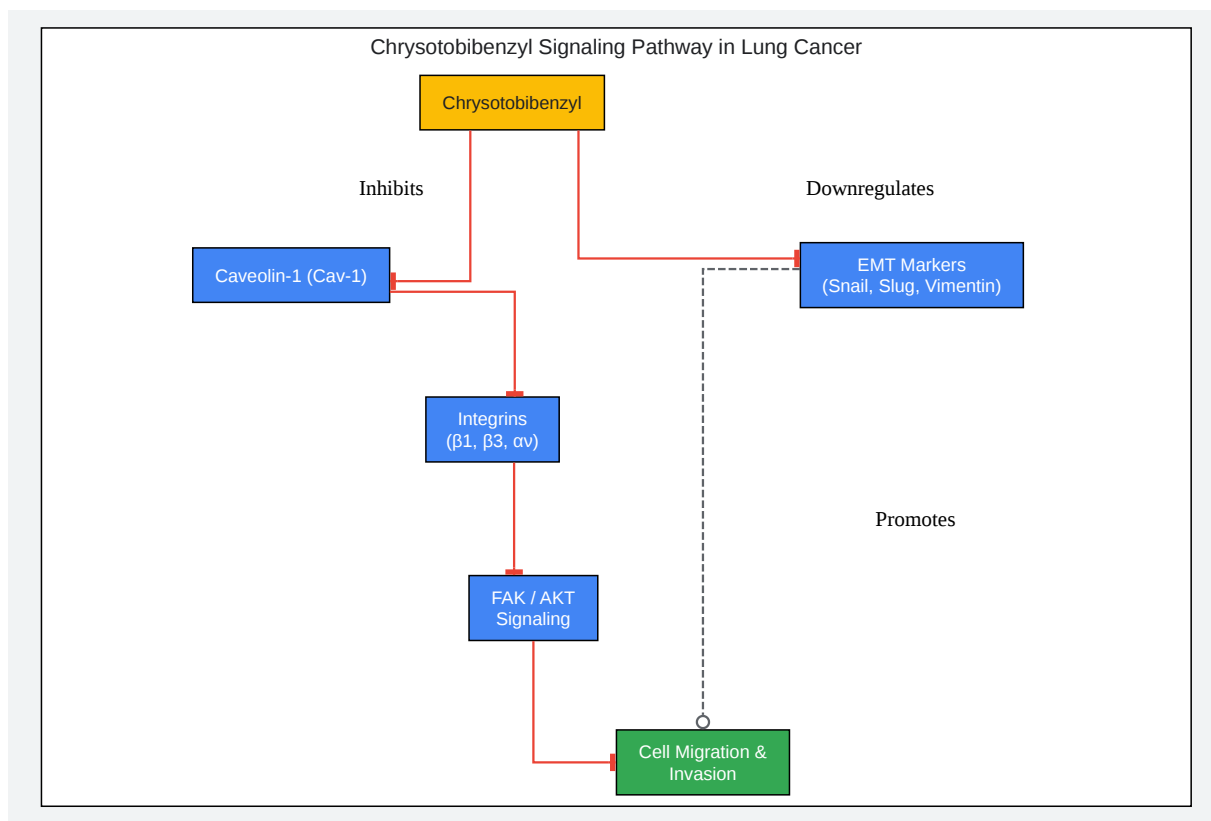 Chrysotobibenzyl Signaling Pathway in Lung Cancer
Chrysotobibenzyl
Inhibits
Downregulates
Caveolin-1 (Cav-1)
EMT Markers
(Snail, Slug, Vimentin)
Integrins
(β1, β3, αν)
Promotes
FAK / AKT
Signaling
Cell Migration &
Invasion